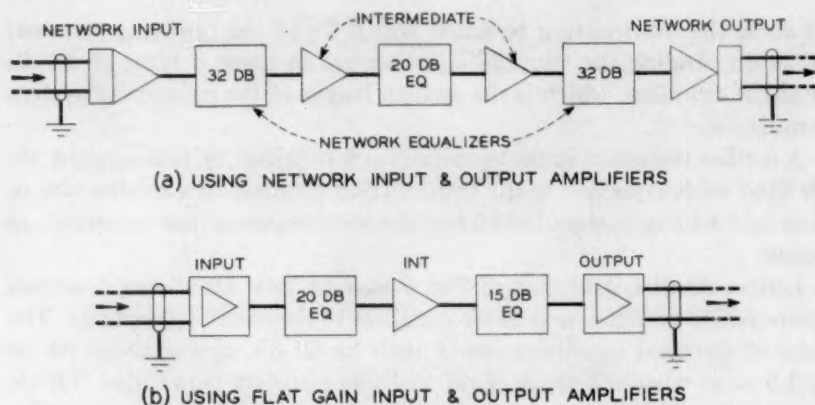 INTERMEDIATE
NETWORK INPUT
NETWORK OUTPUT
32 DB
20 DB
EQ
32 DB
NETWORK EQUALIZERS
(a) USING NETWORK INPUT & OUTPUT AMPLIFIERS
INPUT
INT
OUTPUT
20 DB
EQ
15 DB
EQ
(b) USING FLAT GAIN INPUT & OUTPUT AMPLIFIERS